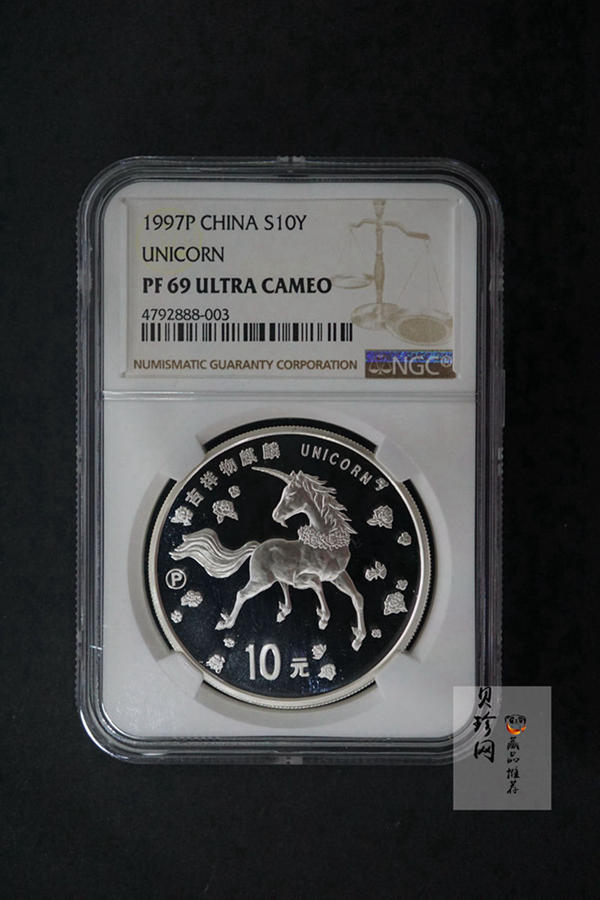 1997P CHINA S10Y
UNICORN
PF 69 ULTRA CAMEO
4792888-003
NUMISMATIC GUARANTY CORPORATION
NGC
吉祥物麒麟 UNICORN
P
10元
贝珍网
藏品推荐